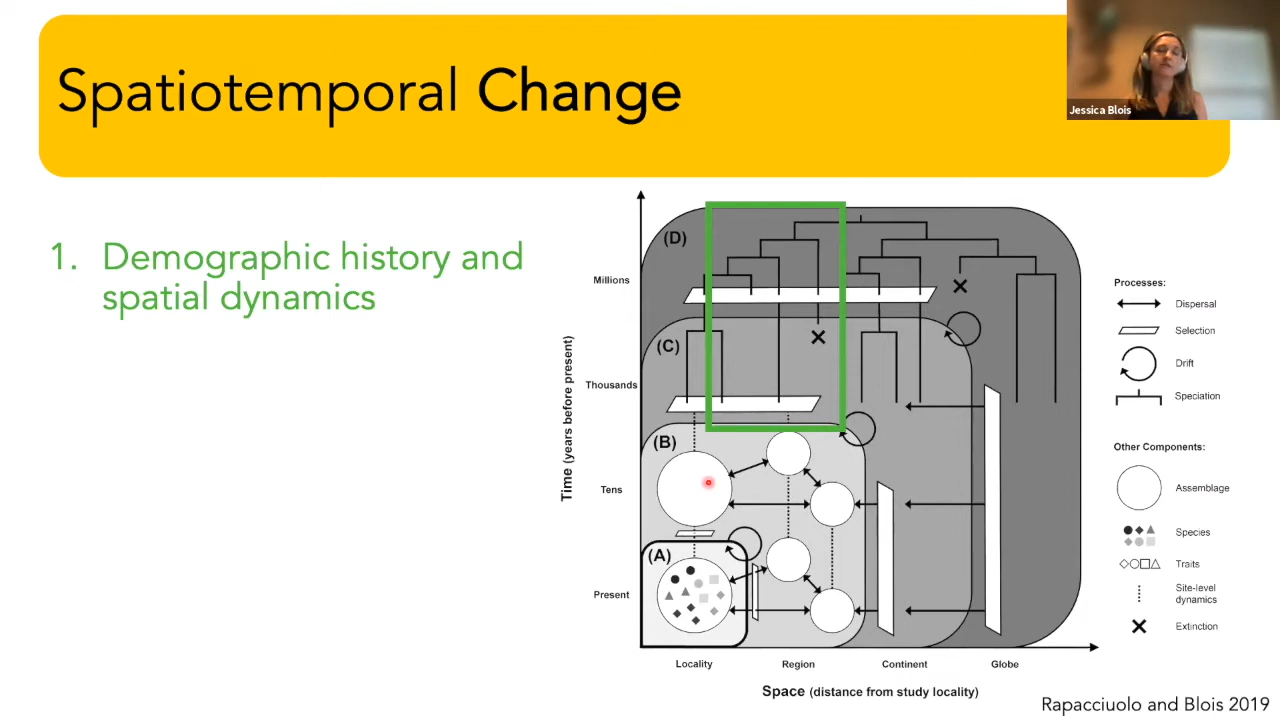 Spatiotemporal Change
Jessica Blois
1. Demographic history and
spatial dynamics
(D)
Millions
(C)
Thousands
(B)
Tens
(A)
Present
Time (years before present)
Locality
Region
Continent
Globe
Space (distance from study locality)
Processes:
Dispersal
Selection
Drift
Speciation
Other Components:
Assemblage
Species
Traits
Site-level
dynamics
Extinction
Rapacciuolo and Blois 2019